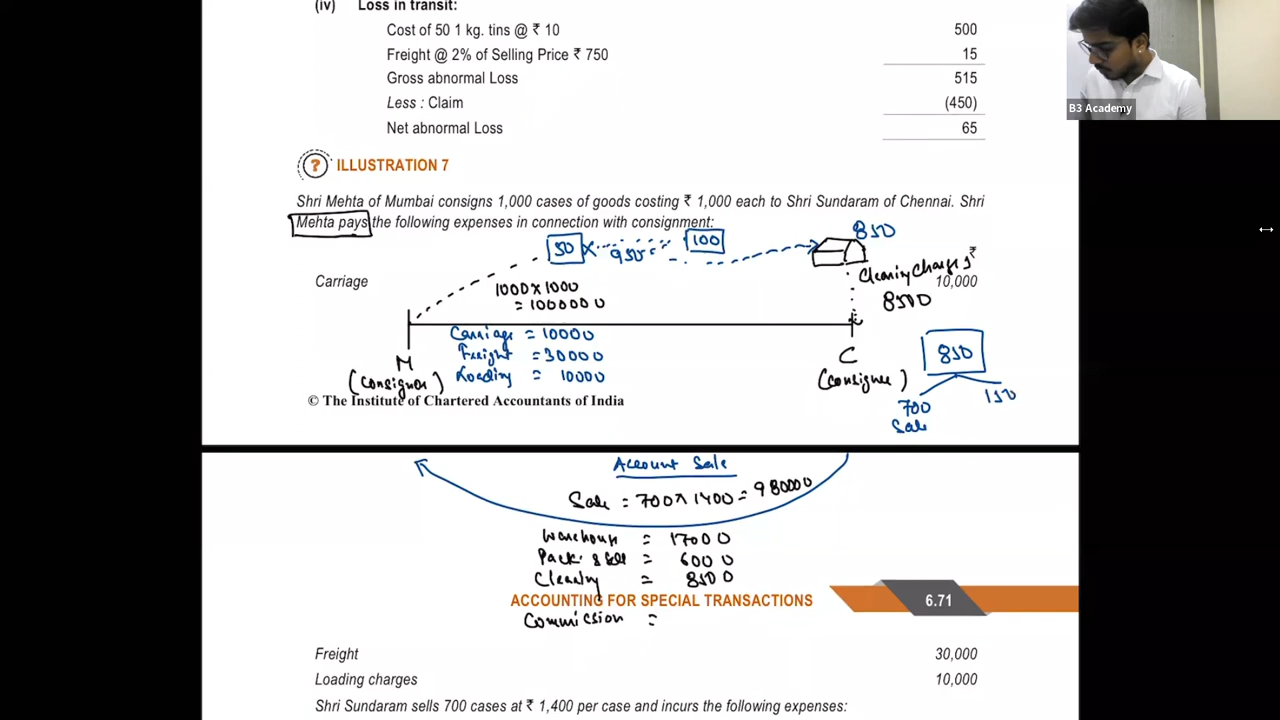 (iv) Loss in transit:
Cost of 50 1 kg. tins @ ₹ 10 500
Freight @ 2% of Selling Price ₹ 750 15
Gross abnormal Loss 515
Less : Claim (450)
Net abnormal Loss 65
B3 Academy
? ILLUSTRATION 7
Shri Mehta of Mumbai consigns 1,000 cases of goods costing ₹ 1,000 each to Shri Sundaram of Chennai. Shri
Mehta pays the following expenses in connection with consignment:
50 100 850
950
₹
Carriage 10,000
Clearing Charges
8500
1000 x 1000
= 1000000
Carriage = 10000
Freight = 30000
Loading = 10000
M
(Consignor)
C
(Consignee)
850
700 150
Sale
© The Institute of Chartered Accountants of India
Account Sale
Sale = 700 x 1400 = 980000
Warehouse = 17000
Pack. & Sale = 6000
Clearing = 8500
ACCOUNTING FOR SPECIAL TRANSACTIONS 6.71
Commission =
Freight 30,000
Loading charges 10,000
Shri Sundaram sells 700 cases at ₹ 1,400 per case and incurs the following expenses: